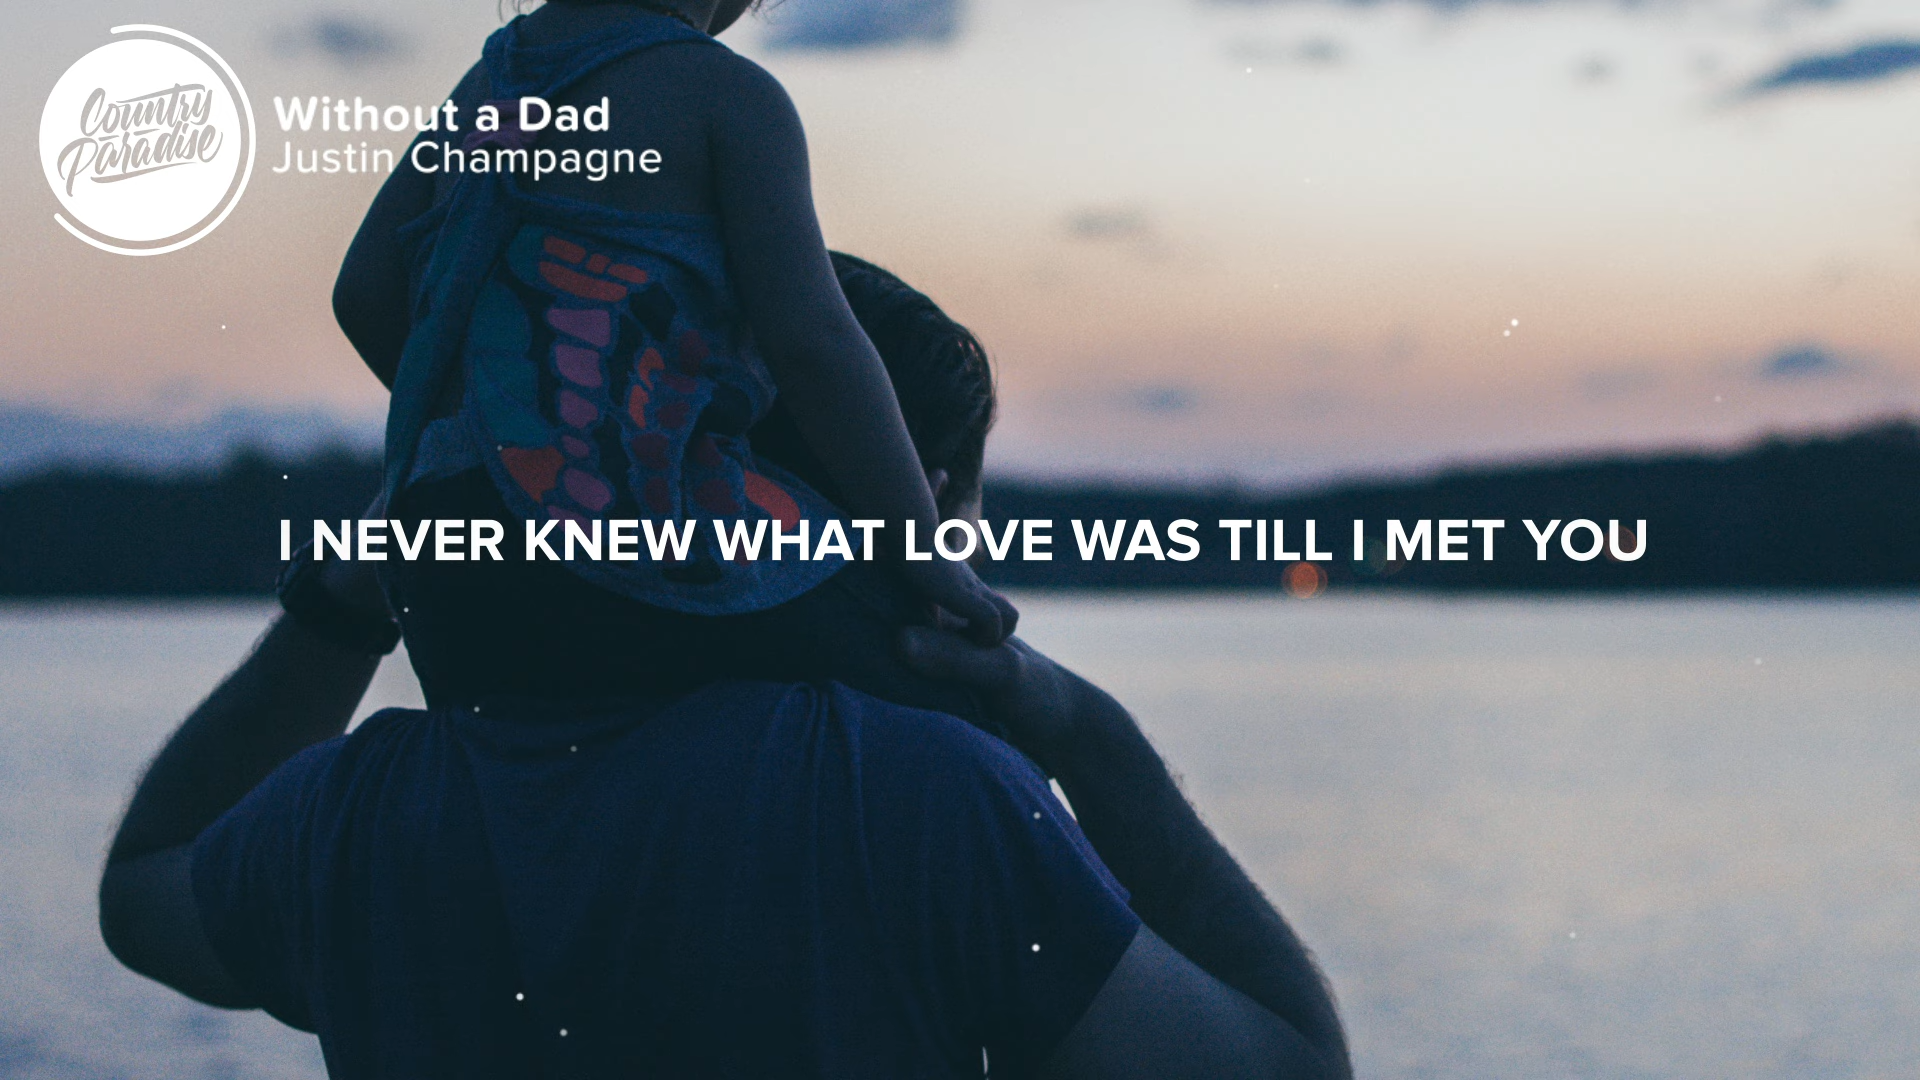 Country
Paradise
Without a Dad
Justin Champagne
I NEVER KNEW WHAT LOVE WAS TILL I MET YOU